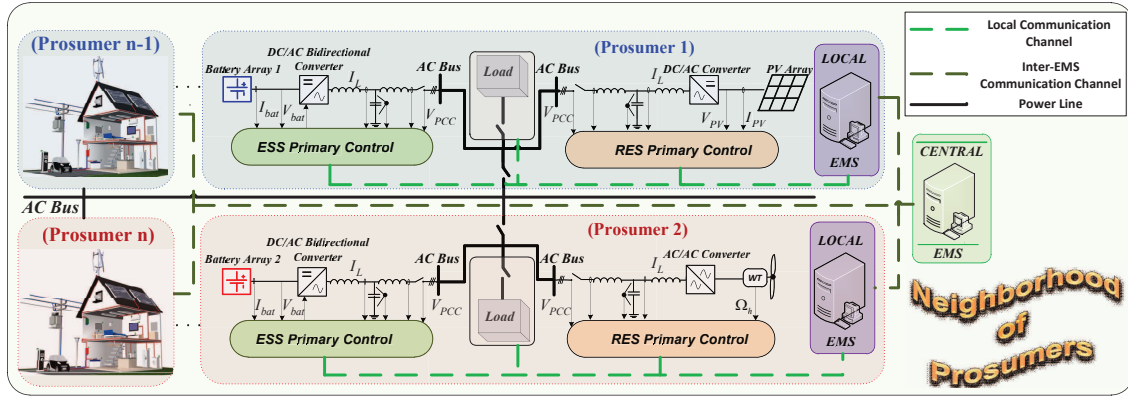 (Prosumer n-1)
(Prosumer 1)
DC/AC Bidirectional
Converter
Battery Array 1
I_L
AC Bus
Load
AC Bus
I_L
DC/AC Converter
PV Array
LOCAL
I_bat
V_bat
V_PCC
V_PCC
V_PV
I_PV
ESS Primary Control
RES Primary Control
EMS
Local Communication
Channel
Inter-EMS
Communication Channel
Power Line
CENTRAL
EMS
AC Bus
(Prosumer n)
(Prosumer 2)
DC/AC Bidirectional
Converter
Battery Array 2
I_L
AC Bus
Load
AC Bus
I_L
AC/AC Converter
WT
LOCAL
I_bat
V_bat
V_PCC
V_PCC
Ω_h
ESS Primary Control
RES Primary Control
EMS
Neighborhood
of
Prosumers